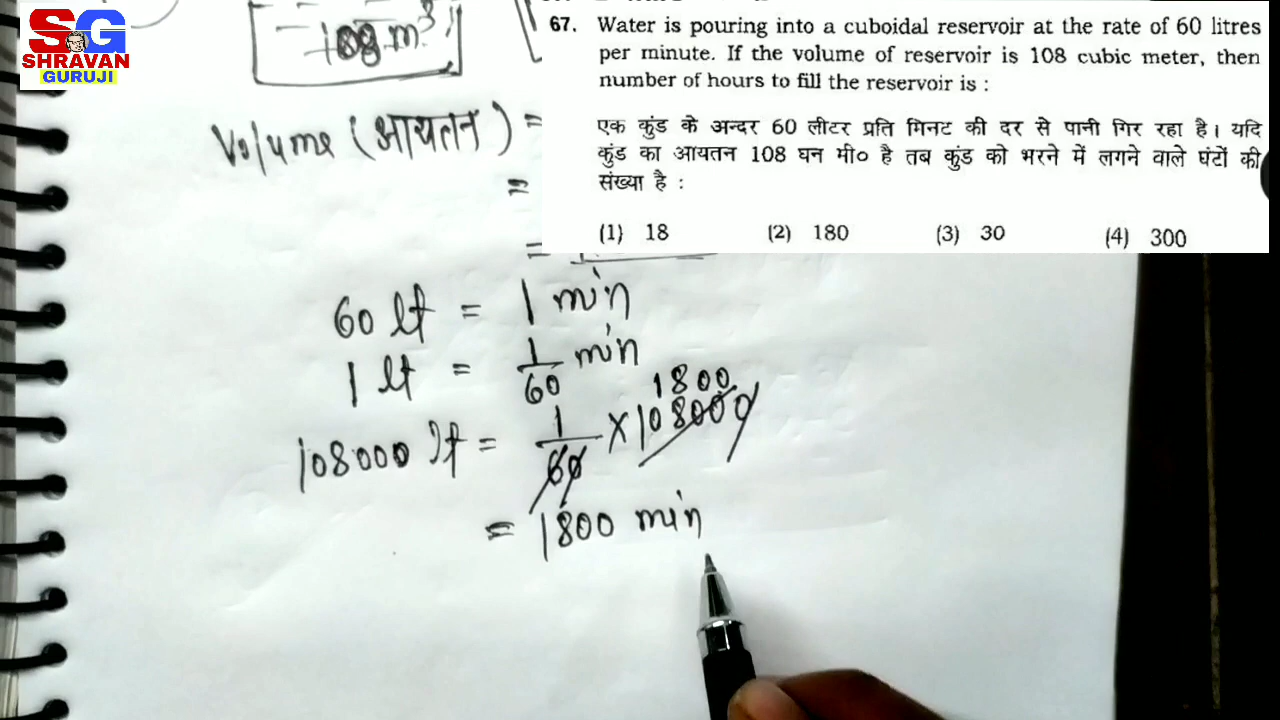 SG
SHRAVAN
GURUJI
108 m³
67. Water is pouring into a cuboidal reservoir at the rate of 60 litres
per minute. If the volume of reservoir is 108 cubic meter, then
number of hours to fill the reservoir is :
एक कुंड के अन्दर 60 लीटर प्रति मिनट की दर से पानी गिर रहा है। यदि
कुंड का आयतन 108 घन मी० है तब कुंड को भरने में लगने वाले घंटों की
संख्या है :
(1) 18 (2) 180 (3) 30 (4) 300
Volume (आयतन) =
=
=
60 lt = 1 min
1 lt = 1/60 min
1800
108000 lt = 1/60 × 108000
= 1800 min